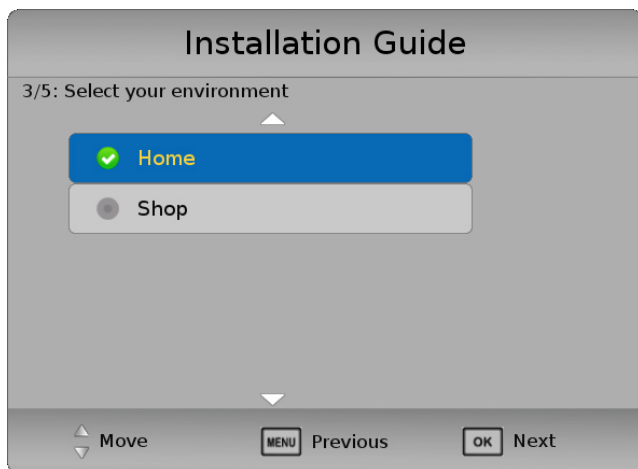 Installation Guide
3/5: Select your environment
Home
Shop
Move MENU Previous OK Next